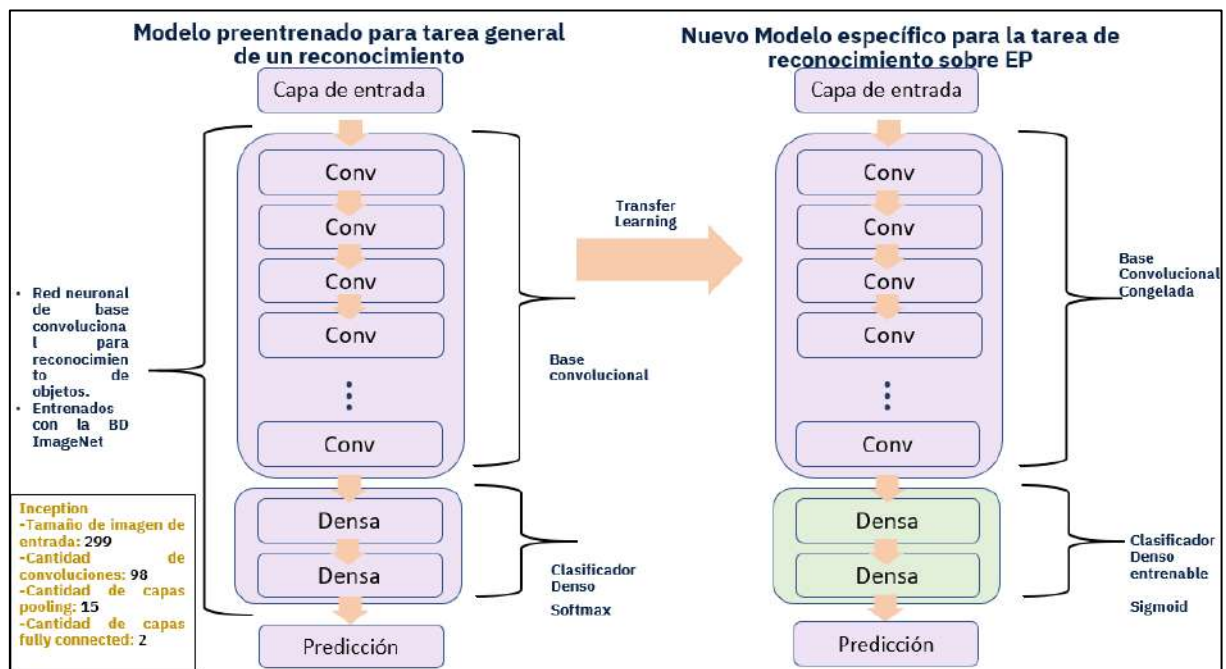 Modelo preentrenado para tarea general
de un reconocimiento
Capa de entrada
Conv
Conv
Conv
Conv
Conv
Densa
Densa
Predicción
• Red neuronal
de base
convoluciona
l para
reconocimien
to de
objetos.
• Entrenados
con la BD
ImageNet
Inception
-Tamaño de imagen de
entrada: 299
-Cantidad de
convoluciones: 98
-Cantidad de capas
pooling: 15
-Cantidad de capas
fully connected: 2
Base
convolucional
Clasificador
Denso
Softmax
Transfer
Learning
Nuevo Modelo específico para la tarea de
reconocimiento sobre EP
Capa de entrada
Conv
Conv
Conv
Conv
Conv
Densa
Densa
Predicción
Base
Convolucional
Congelada
Clasificador
Denso
entrenable
Sigmoid